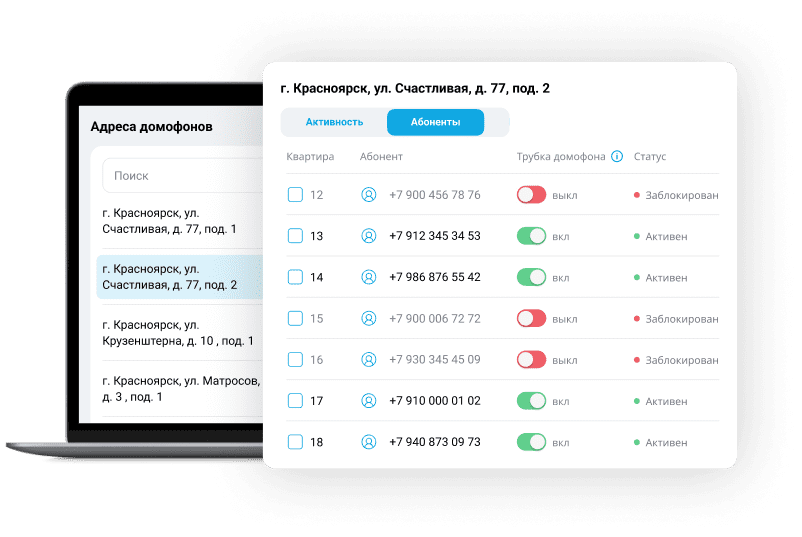 Адреса домофонов
Поиск
г. Красноярск, ул.
Счастливая, д. 77, под. 1
г. Красноярск, ул.
Счастливая, д. 77, под. 2
г. Красноярск, ул.
Крузенштерна, д. 10 , под. 1
г. Красноярск, ул. Матросов,
д. 3 , под. 1
г. Красноярск, ул. Счастливая, д. 77, под. 2
Активность Абоненты
Квартира Абонент Трубка домофона Статус
12 +7 900 456 78 76 выкл Заблокирован
13 +7 912 345 34 53 вкл Активен
14 +7 986 876 55 42 вкл Активен
15 +7 900 006 72 72 выкл Заблокирован
16 +7 930 345 45 09 выкл Заблокирован
17 +7 910 000 01 02 вкл Активен
18 +7 940 873 09 73 вкл Активен